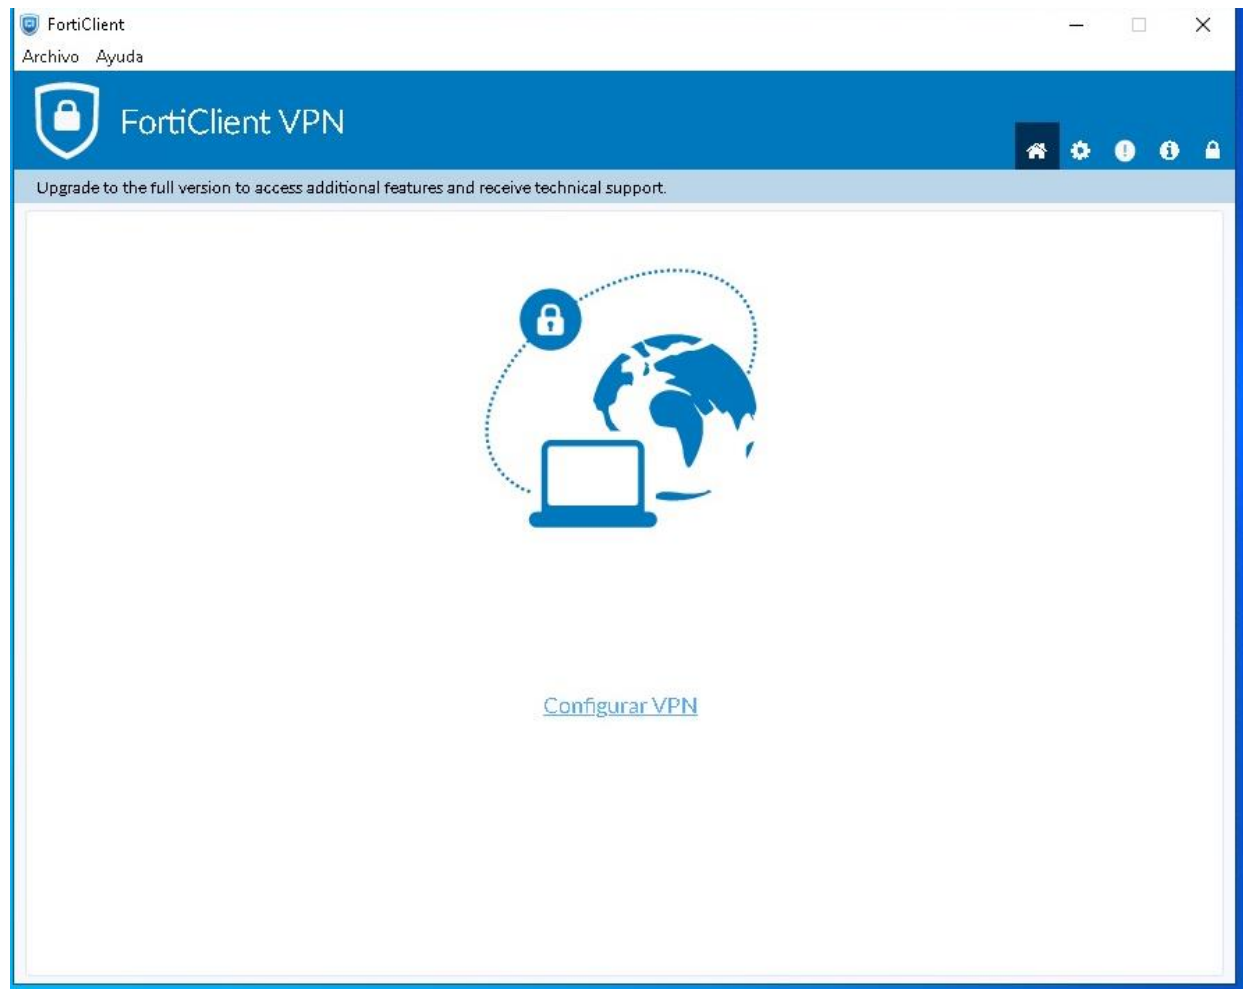 FortiClient
Archivo Ayuda
FortiClient VPN
Upgrade to the full version to access additional features and receive technical support.
Configurar VPN